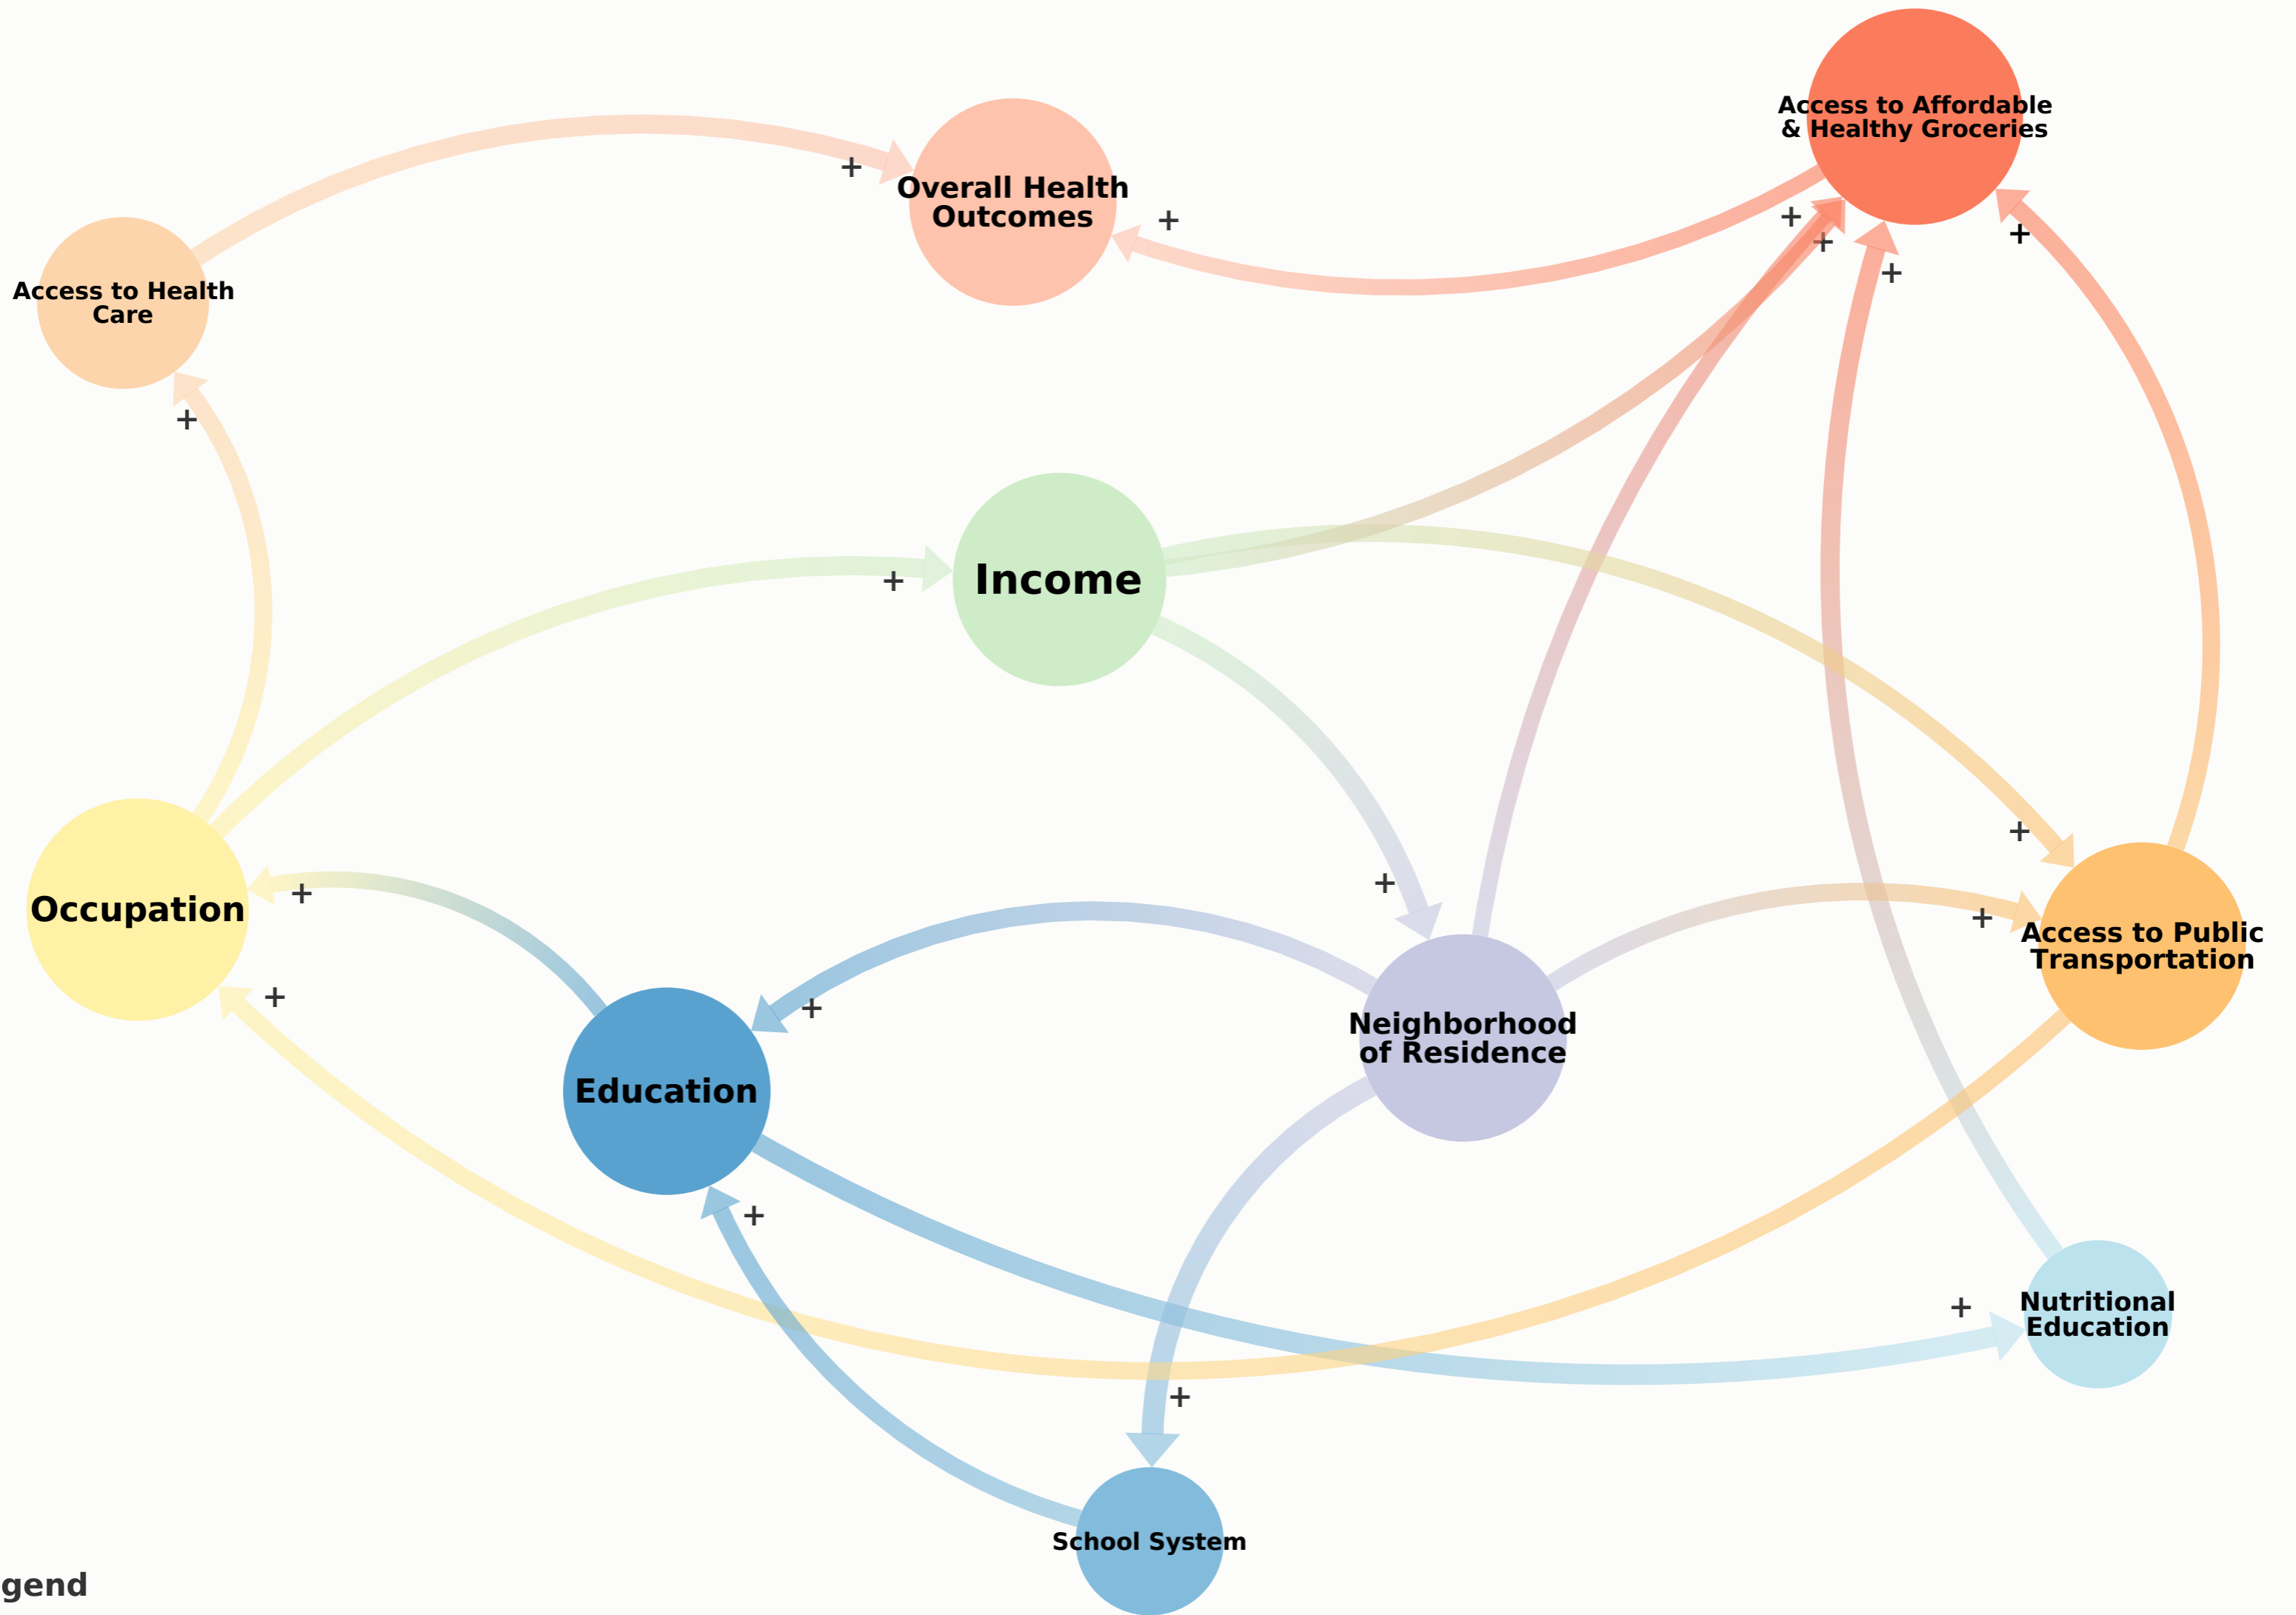 Access to Affordable
& Healthy Groceries
+
Overall Health
Outcomes
+
+
+
+
+
Access to Health
Care
+
Income
+
+
+
Occupation
+
+
Access to Public
Transportation
+
+
Neighborhood
of Residence
Education
+
+
+
Nutritional
Education
+
School System
gend